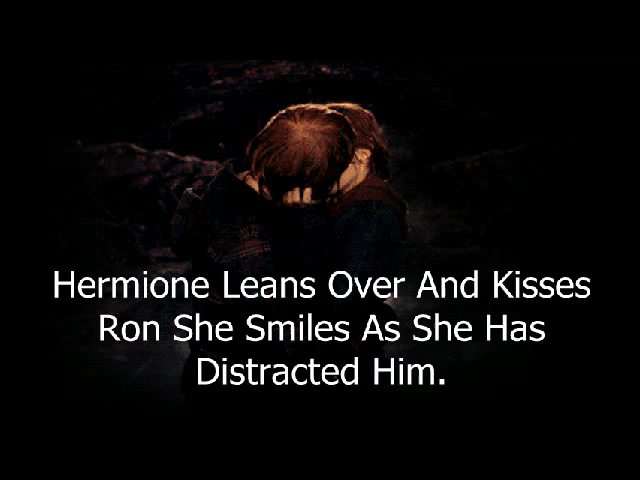 Hermione Leans Over And Kisses
Ron She Smiles As She Has
Distracted Him.